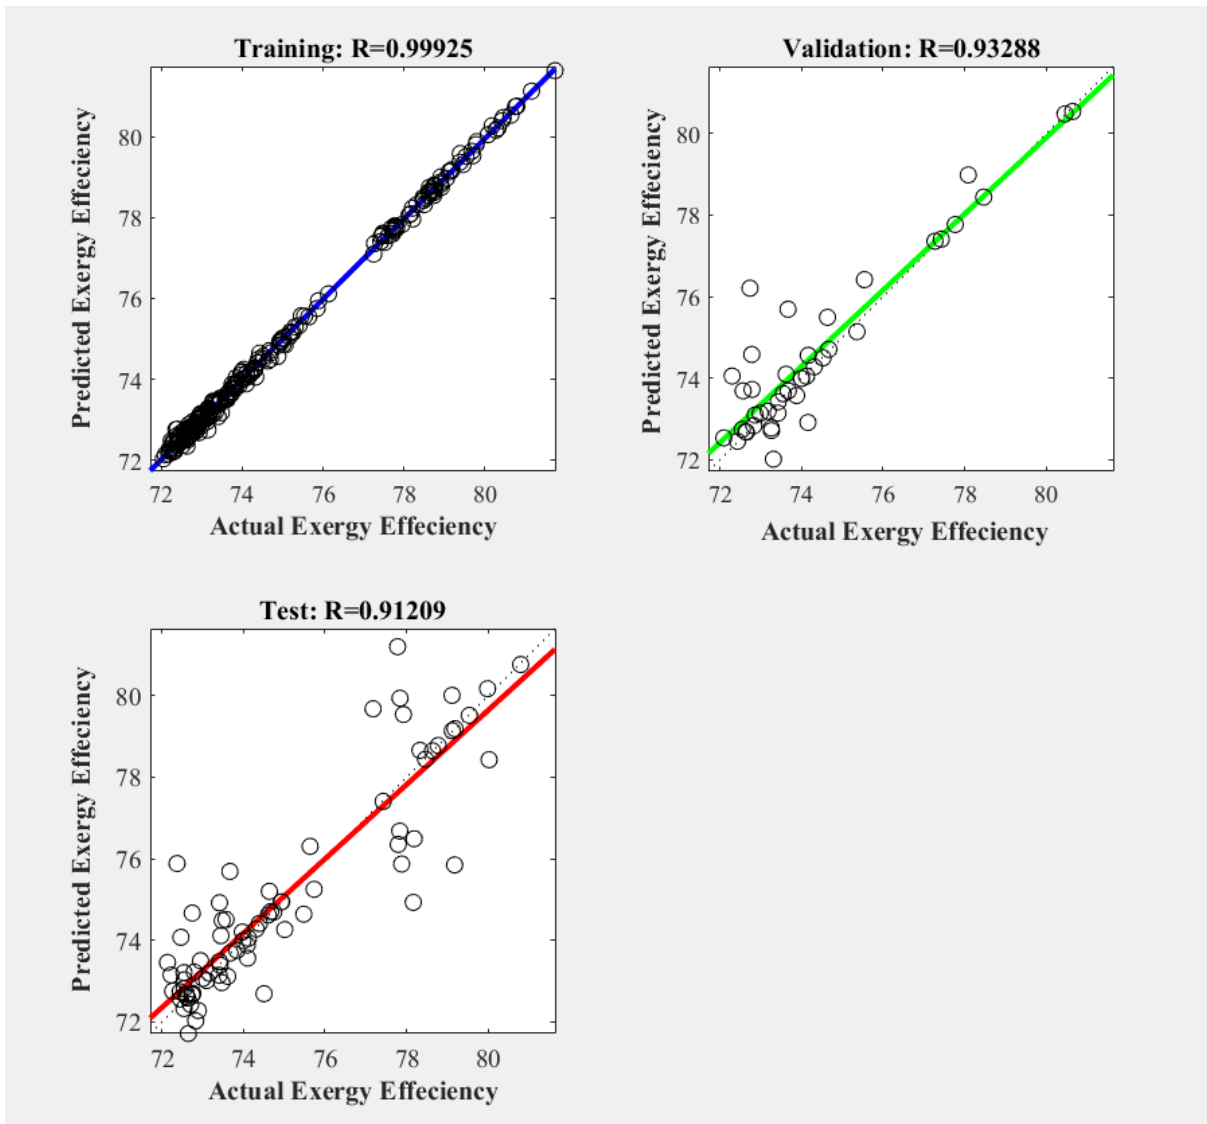 Training: R=0.99925
Predicted Exergy Effeciency
80
78
76
74
72
72 74 76 78 80
Actual Exergy Effeciency
Validation: R=0.93288
Predicted Exergy Effeciency
80
78
76
74
72
72 74 76 78 80
Actual Exergy Effeciency
Test: R=0.91209
Predicted Exergy Effeciency
80
78
76
74
72
72 74 76 78 80
Actual Exergy Effeciency